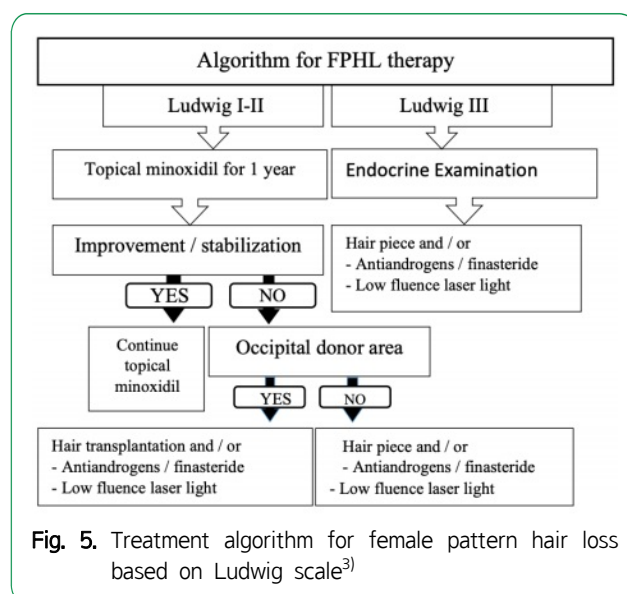 Algorithm for FPHL therapy
Ludwig I-II
Ludwig III
Topical minoxidil for 1 year
Endocrine Examination
Improvement / stabilization
Hair piece and / or
- Antiandrogens / finasteride
- Low fluence laser light
YES
NO
Continue
topical
minoxidil
Occipital donor area
YES
NO
Hair transplantation and / or
- Antiandrogens / finasteride
- Low fluence laser light
Hair piece and / or
- Antiandrogens / finasteride
- Low fluence laser light
Fig. 5. Treatment algorithm for female pattern hair loss
based on Ludwig scale³⁾